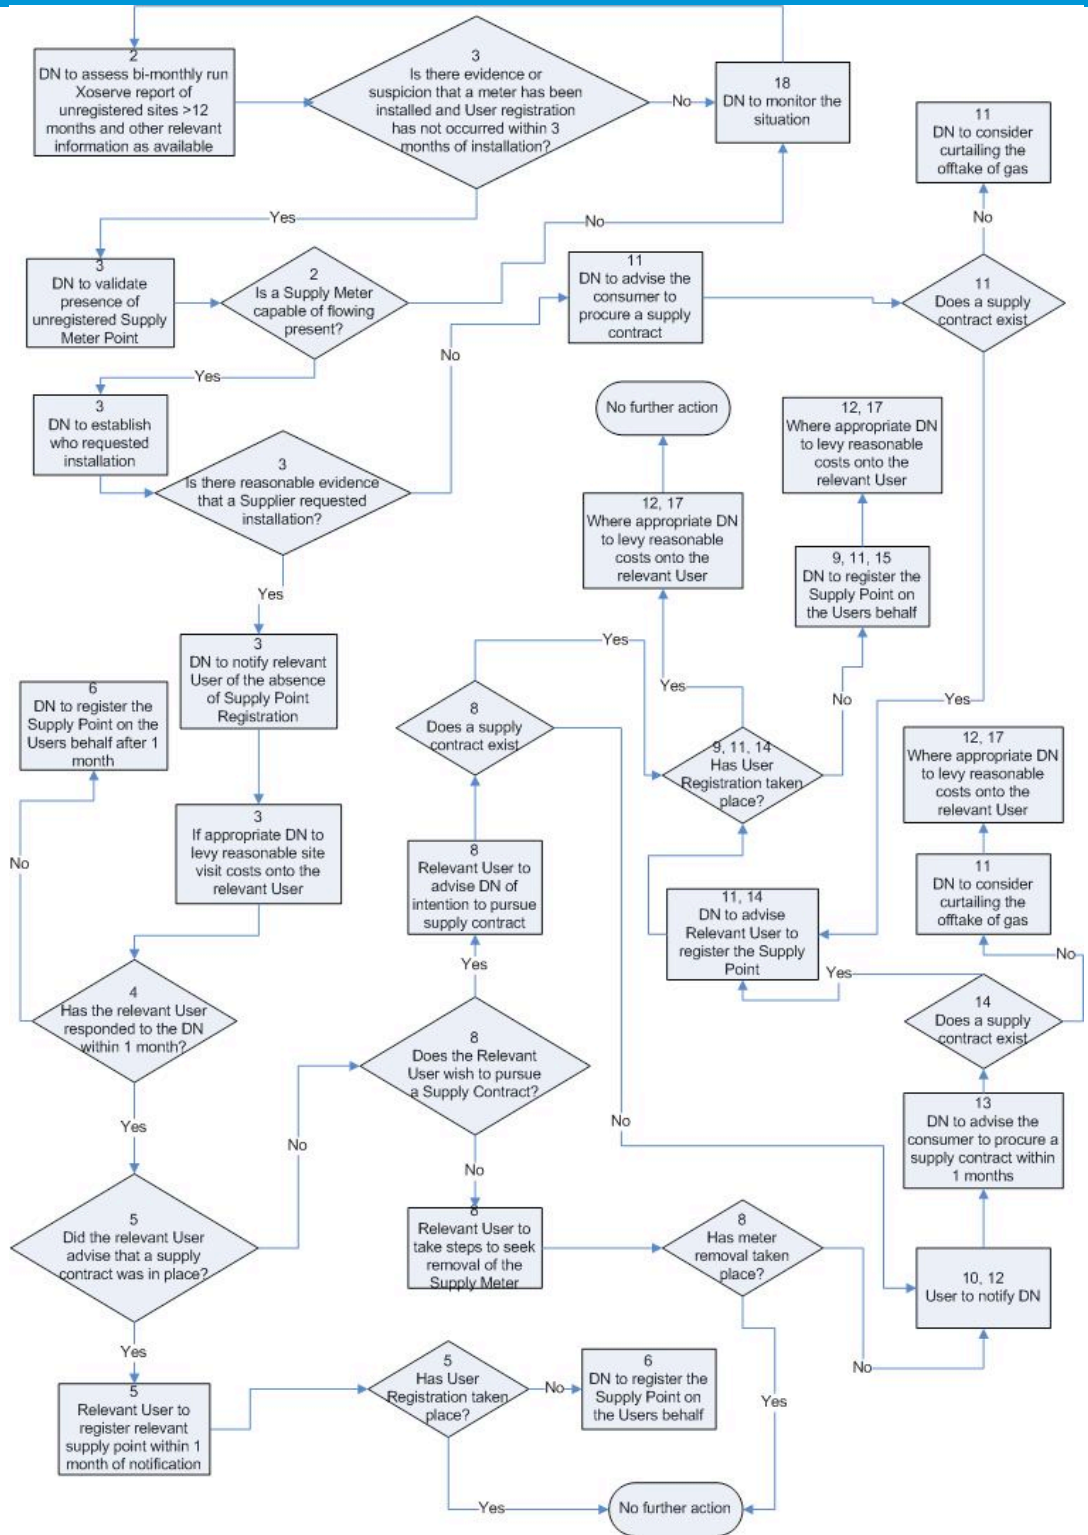 2
DN to assess bi-monthly run
Xoserve report of
unregistered sites >12
months and other relevant
information as available
3
Is there evidence or
suspicion that a meter has been
installed and User registration
has not occurred within 3
months of installation?
No
18
DN to monitor the
situation
11
DN to consider
curtailing the
offtake of gas
Yes
No
No
3
DN to validate
presence of
unregistered Supply
Meter Point
2
Is a Supply Meter
capable of flowing
present?
11
DN to advise the
consumer to
procure a supply
contract
11
Does a supply
contract exist
No
Yes
3
DN to establish
who requested
installation
No further action
12, 17
Where appropriate DN
to levy reasonable
costs onto the
relevant User
3
Is there reasonable evidence
that a Supplier requested
installation?
12, 17
Where appropriate DN
to levy reasonable
costs onto the
relevant User
9, 11, 15
DN to register the
Supply Point on
the Users behalf
Yes
3
DN to notify relevant
User of the absence
of Supply Point
Registration
Yes
Yes
No
Yes
6
DN to register the
Supply Point on the
Users behalf after 1
month
8
Does a supply
contract exist
9, 11, 14
Has User
Registration taken
place?
12, 17
Where appropriate DN
to levy reasonable
costs onto the
relevant User
3
If appropriate DN to
levy reasonable site
visit costs onto the
relevant User
No
8
Relevant User to
advise DN of
intention to pursue
supply contract
11
DN to consider
curtailing the
offtake of gas
11, 14
DN to advise
Relevant User to
register the Supply
Point
Yes
No
Yes
4
Has the relevant User
responded to the DN
within 1 month?
14
Does a supply
contract exist
8
Does the Relevant
User wish to pursue
a Supply Contract?
Yes
No
No
No
13
DN to advise the
consumer to procure a
supply contract within
1 months
5
Did the relevant User
advise that a supply
contract was in place?
8
Relevant User to
take steps to seek
removal of the
Supply Meter
8
Has meter
removal taken
place?
10, 12
User to notify DN
Yes
No
5
Relevant User to
register relevant
supply point within 1
month of notification
5
Has User
Registration taken
place?
No
6
DN to register the
Supply Point on
the Users behalf
Yes
Yes
No further action